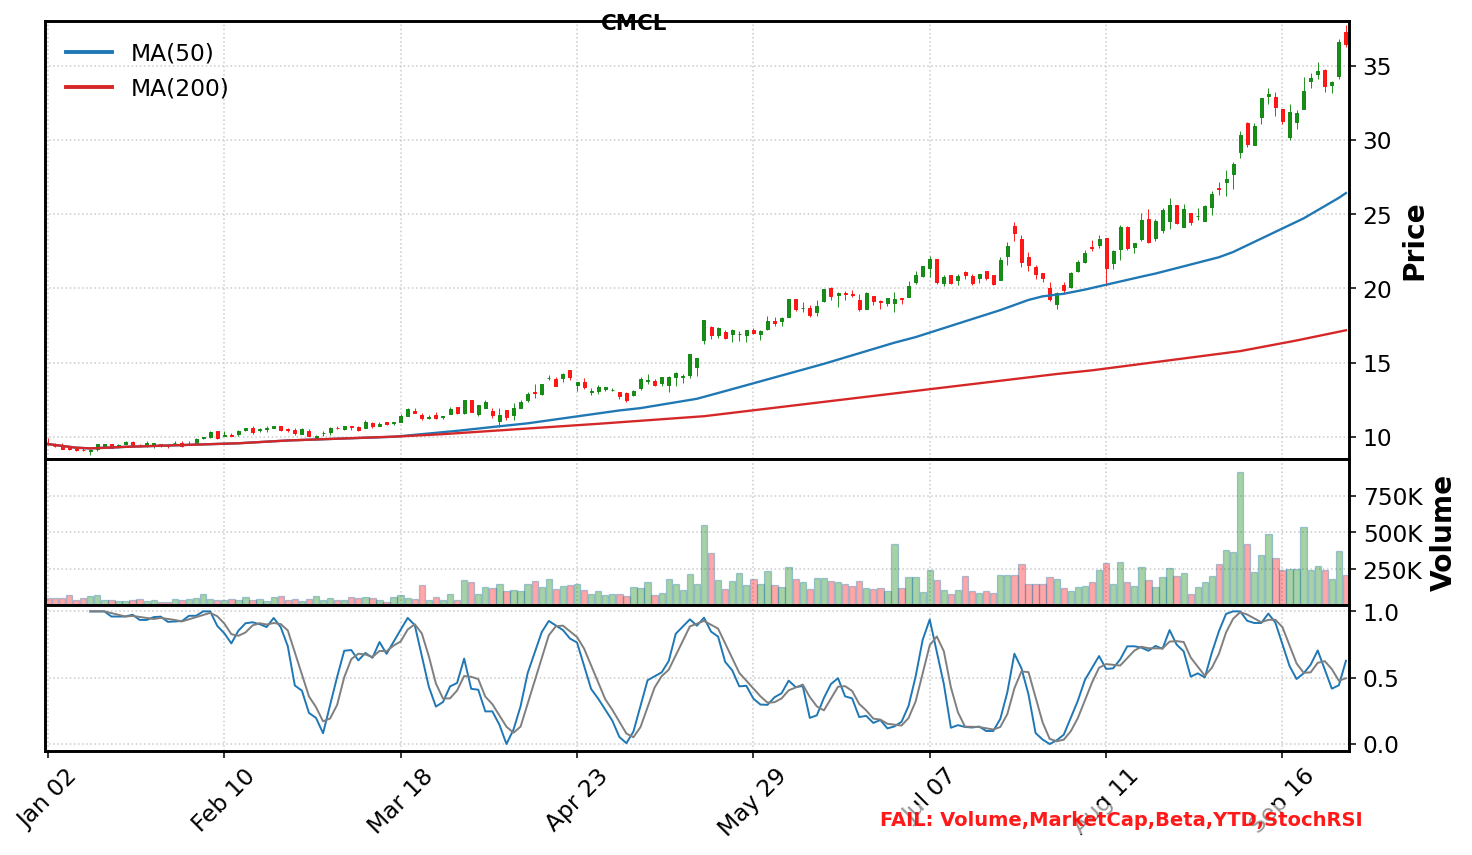 CMCL
MA(50)
MA(200)
35
30
25
20
15
10
Price
750K
500K
250K
Volume
1.0
0.5
0.0
Jan 02
Feb 10
Mar 18
Apr 23
May 29
Jul 07
Aug 11
Sep 16
FAIL: Volume,MarketCap,Beta,YTD,StochRSI